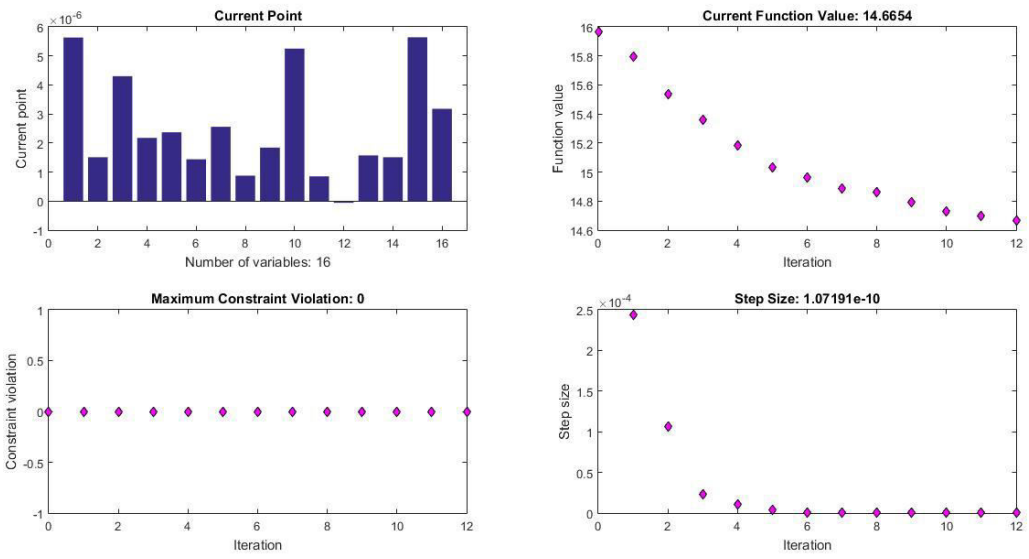 Current Point
×10^-6
6
5
4
3
2
1
0
-1
Current point
0 2 4 6 8 10 12 14 16
Number of variables: 16
Current Function Value: 14.6654
16
15.8
15.6
15.4
15.2
15
14.8
14.6
Function value
0 2 4 6 8 10 12
Iteration
Maximum Constraint Violation: 0
1
0.5
0
-0.5
-1
Constraint violation
0 2 4 6 8 10 12
Iteration
Step Size: 1.07191e-10
×10^-4
2.5
2
1.5
1
0.5
0
Step size
0 2 4 6 8 10 12
Iteration